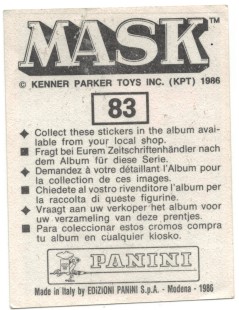 MASK™
© KENNER PARKER TOYS INC. (KPT) 1986
83
◆ Collect these stickers in the album avai-
lable from your local shop.
■ Fragt bei Eurem Zeitschriftenhändler nach
dem Album für diese Serie.
◆ Demandez à votre détaillant l'Album pour
la collection de ces images.
■ Chiedete al vostro rivenditore l'album per
la raccolta di queste figurine.
◆ Vraagt aan uw verkoper het album voor
uw verzameling van deze prentjes.
■ Para coleccionar estos cromos compra
tu album en cualquier kiosko.
PANINI
Made in Italy by EDIZIONI PANINI S.p.A. - Modena - 1986